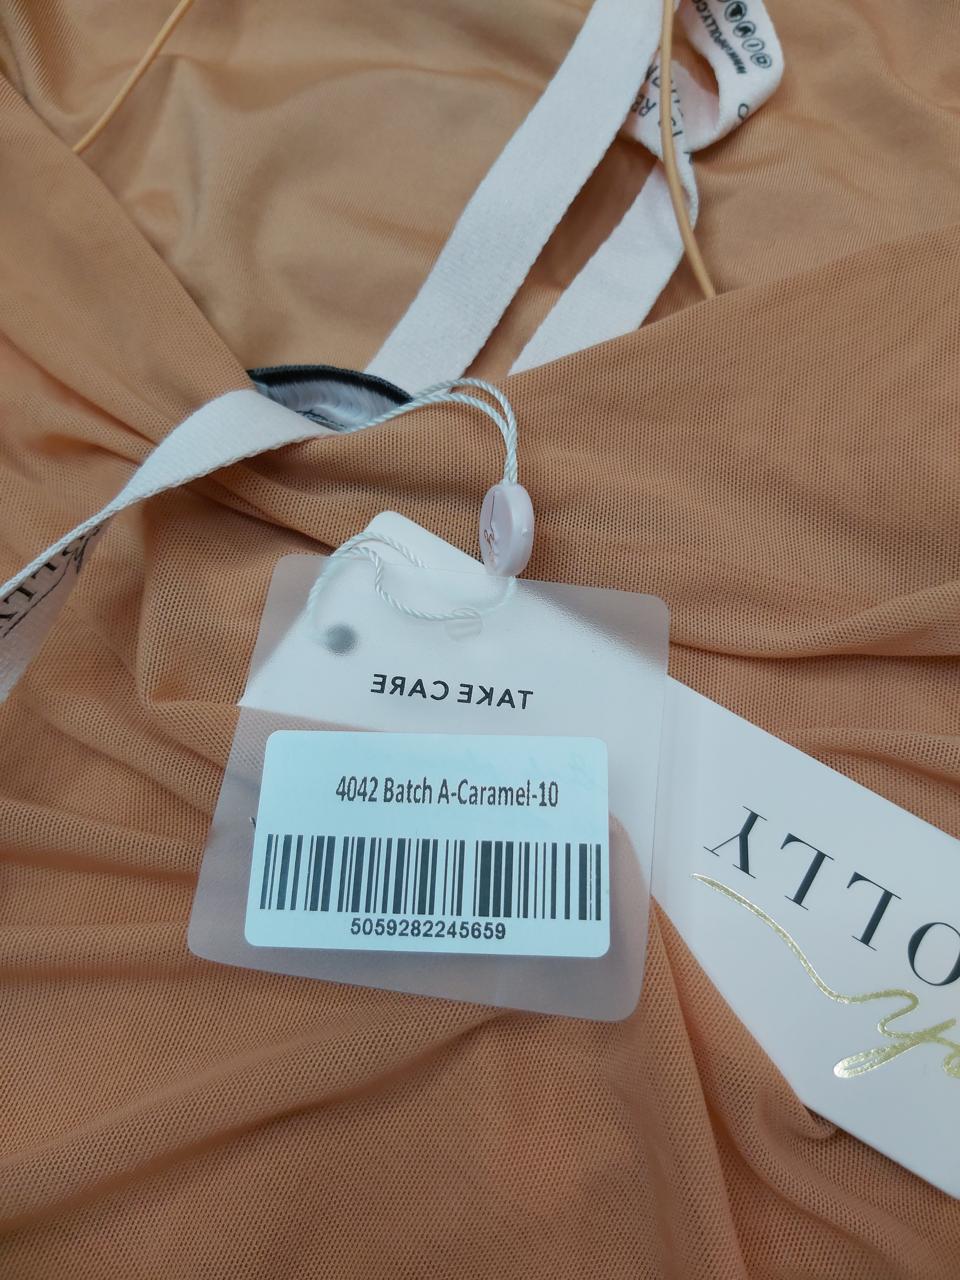 TAKE CARE
4042 Batch A-Caramel-10
5059282245659
OLLY